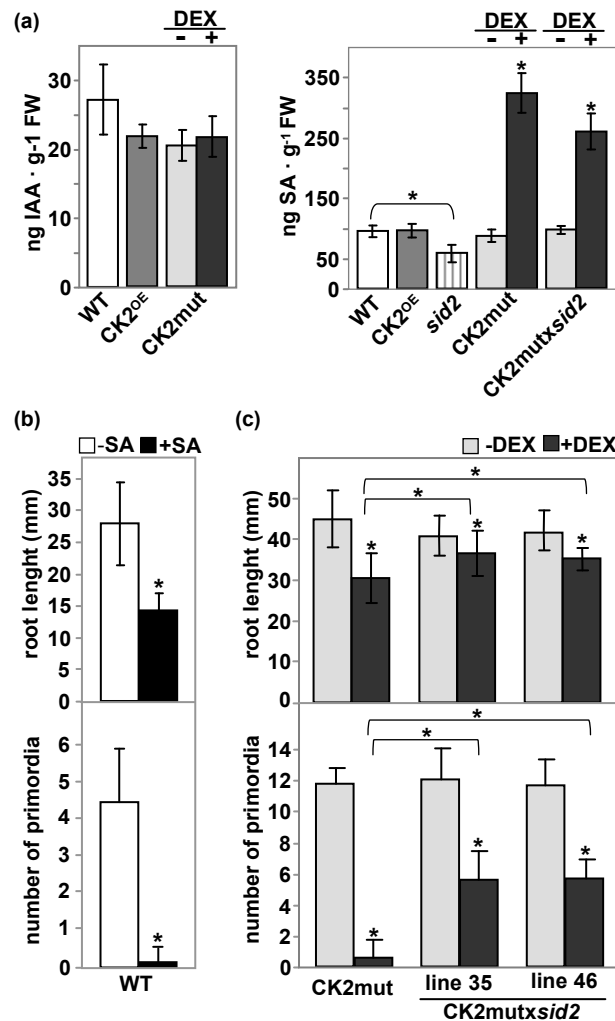 (a)
DEX
- +
30
20
10
0
ng IAA · g-1 FW
WT
CK2OE
CK2mut
DEX DEX
- + - +
350
250
150
100
50
0
ng SA · g-1 FW
*
*
*
WT
CK2OE
sid2
CK2mut
CK2mutxsid2
(b)
-SA +SA
35
30
25
20
15
10
5
0
root lenght (mm)
*
6
5
4
3
2
1
0
number of primordia
*
WT
(c)
-DEX +DEX
50
40
30
20
10
0
root lenght (mm)
*
*
* * *
14
12
10
8
6
4
2
0
number of primordia
*
*
* * *
CK2mut line 35 line 46
CK2mutxsid2